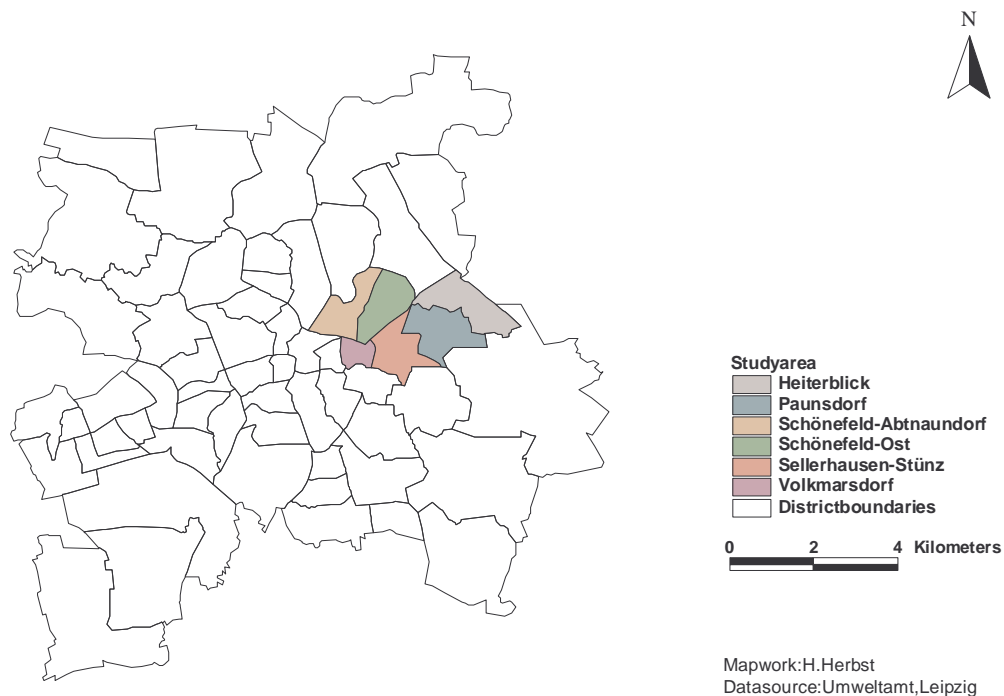 N
Studyarea
Heiterblick
Paunsdorf
Schönefeld-Abtnaundorf
Schönefeld-Ost
Sellerhausen-Stünz
Volkmarsdorf
Districtboundaries
0 2 4 Kilometers
Mapwork:H.Herbst
Datasource:Umweltamt,Leipzig